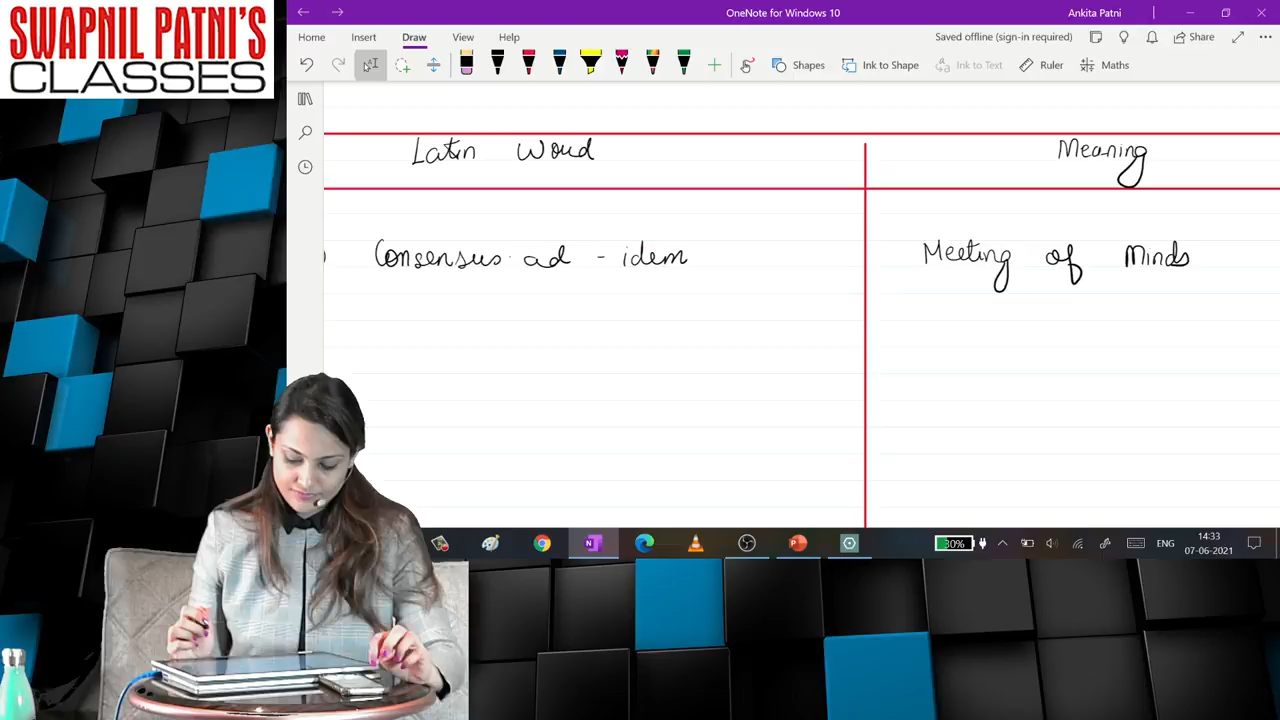 SWAPNIL PATNI'S
CLASSES
OneNote for Windows 10
Ankita Patni
Home Insert Draw View Help
Saved offline (sign-in required)
Share
Shapes Ink to Shape Ink to Text Ruler Maths
Latin Word Meaning
Consensus ad - idem Meeting of Minds
30%
ENG
14:33
07-06-2021